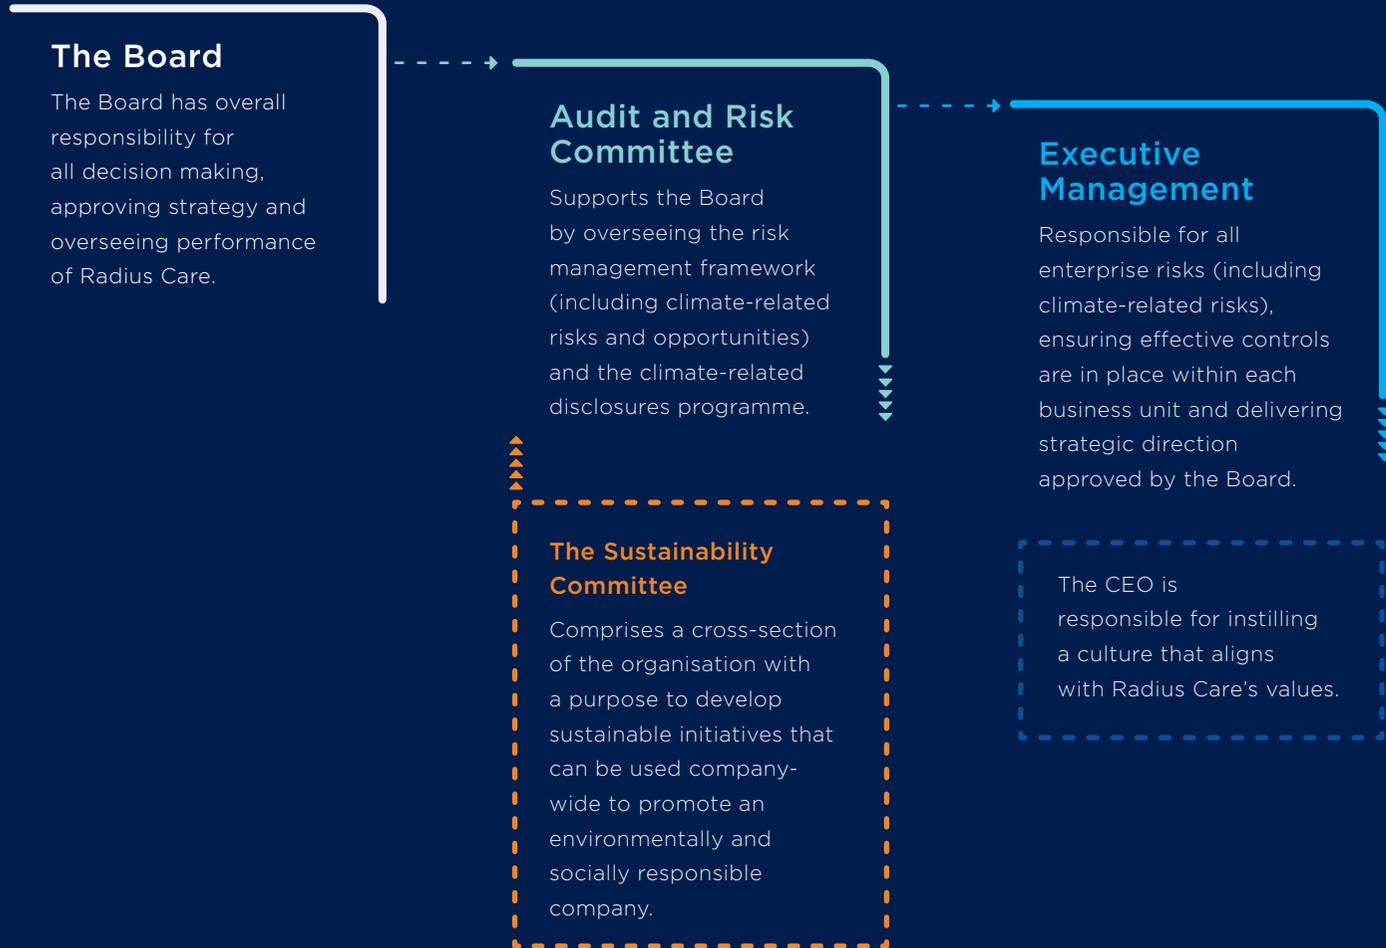 The Board
The Board has overall
responsibility for
all decision making,
approving strategy and
overseeing performance
of Radius Care.
Audit and Risk
Committee
Supports the Board
by overseeing the risk
management framework
(including climate-related
risks and opportunities)
and the climate-related
disclosures programme.
The Sustainability
Committee
Comprises a cross-section
of the organisation with
a purpose to develop
sustainable initiatives that
can be used company-
wide to promote an
environmentally and
socially responsible
company.
Executive
Management
Responsible for all
enterprise risks (including
climate-related risks),
ensuring effective controls
are in place within each
business unit and delivering
strategic direction
approved by the Board.
The CEO is
responsible for instilling
a culture that aligns
with Radius Care’s values.